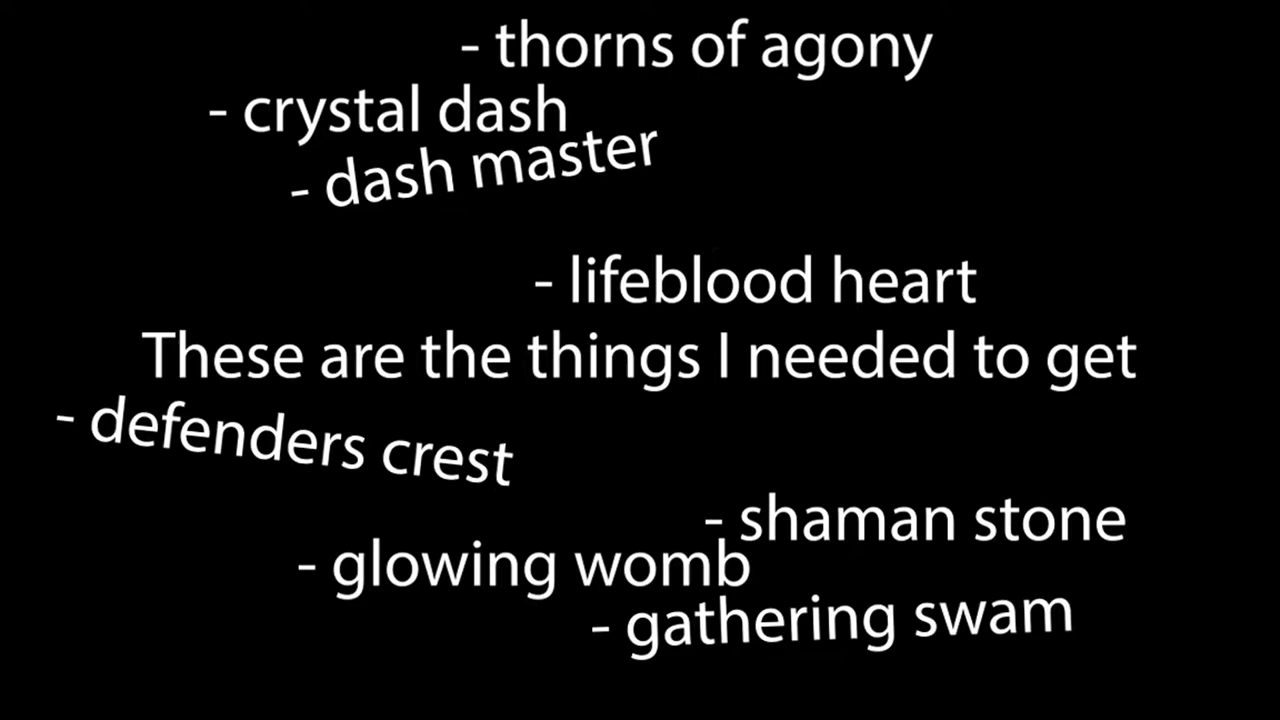 - thorns of agony
- crystal dash
- dash master
- lifeblood heart
These are the things I needed to get
- defenders crest
- shaman stone
- glowing womb
- gathering swam